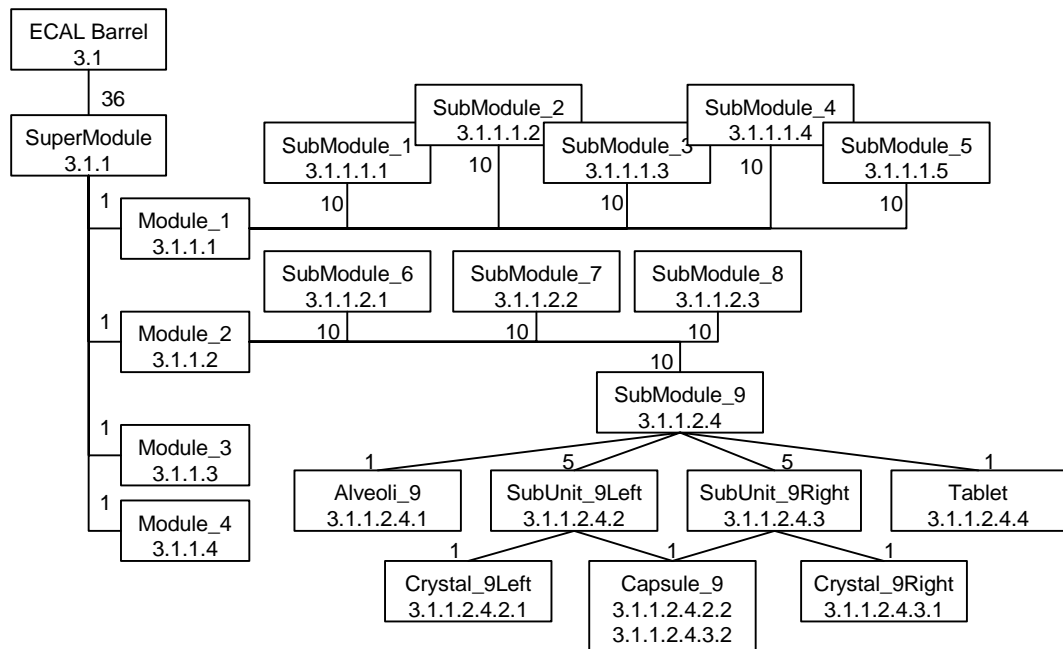 ECAL Barrel
3.1
36
SuperModule
3.1.1
SubModule_2
3.1.1.1.2
SubModule_4
3.1.1.1.4
SubModule_1
3.1.1.1.1
SubModule_3
3.1.1.1.3
SubModule_5
3.1.1.1.5
10
10
10
10
10
1
Module_1
3.1.1.1
SubModule_6
3.1.1.2.1
SubModule_7
3.1.1.2.2
SubModule_8
3.1.1.2.3
10
10
10
1
Module_2
3.1.1.2
10
SubModule_9
3.1.1.2.4
1
Module_3
3.1.1.3
1
Module_4
3.1.1.4
1
5
5
1
Alveoli_9
3.1.1.2.4.1
SubUnit_9Left
3.1.1.2.4.2
SubUnit_9Right
3.1.1.2.4.3
Tablet
3.1.1.2.4.4
1
1
1
Crystal_9Left
3.1.1.2.4.2.1
Capsule_9
3.1.1.2.4.2.2
3.1.1.2.4.3.2
Crystal_9Right
3.1.1.2.4.3.1